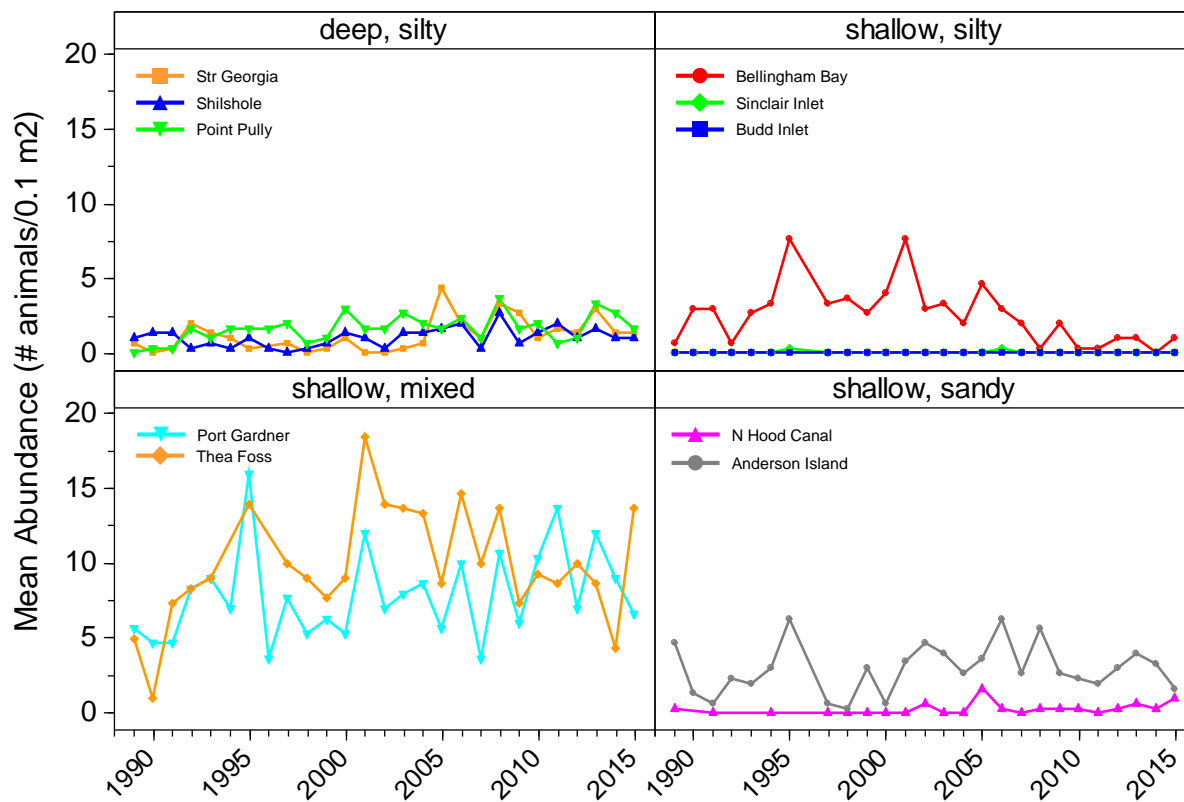 Mean Abundance (# animals/0.1 m2)
deep, silty
20
15
10
5
0
Str Georgia
Shilshole
Point Pully
shallow, silty
Bellingham Bay
Sinclair Inlet
Budd Inlet
shallow, mixed
20
15
10
5
0
Port Gardner
Thea Foss
shallow, sandy
N Hood Canal
Anderson Island
1990
1995
2000
2005
2010
2015
1990
1995
2000
2005
2010
2015